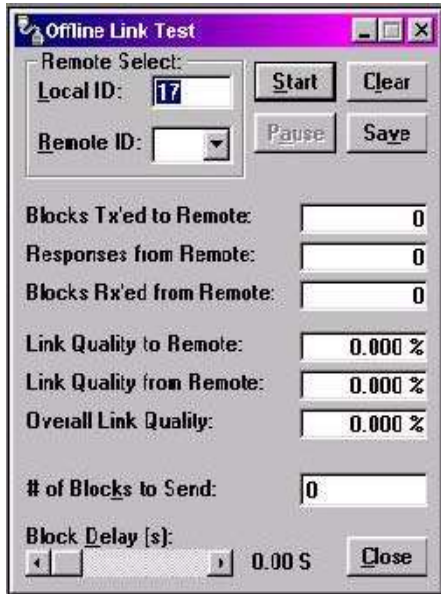 Offline Link Test
Remote Select:
Local ID: 17
Start Clear
Remote ID:
Pause Save
Blocks Tx'ed to Remote: 0
Responses from Remote: 0
Blocks Rx'ed from Remote: 0
Link Quality to Remote: 0.000 %
Link Quality from Remote: 0.000 %
Overall Link Quality: 0.000 %
# of Blocks to Send: 0
Block Delay (s):
0.00 S Close